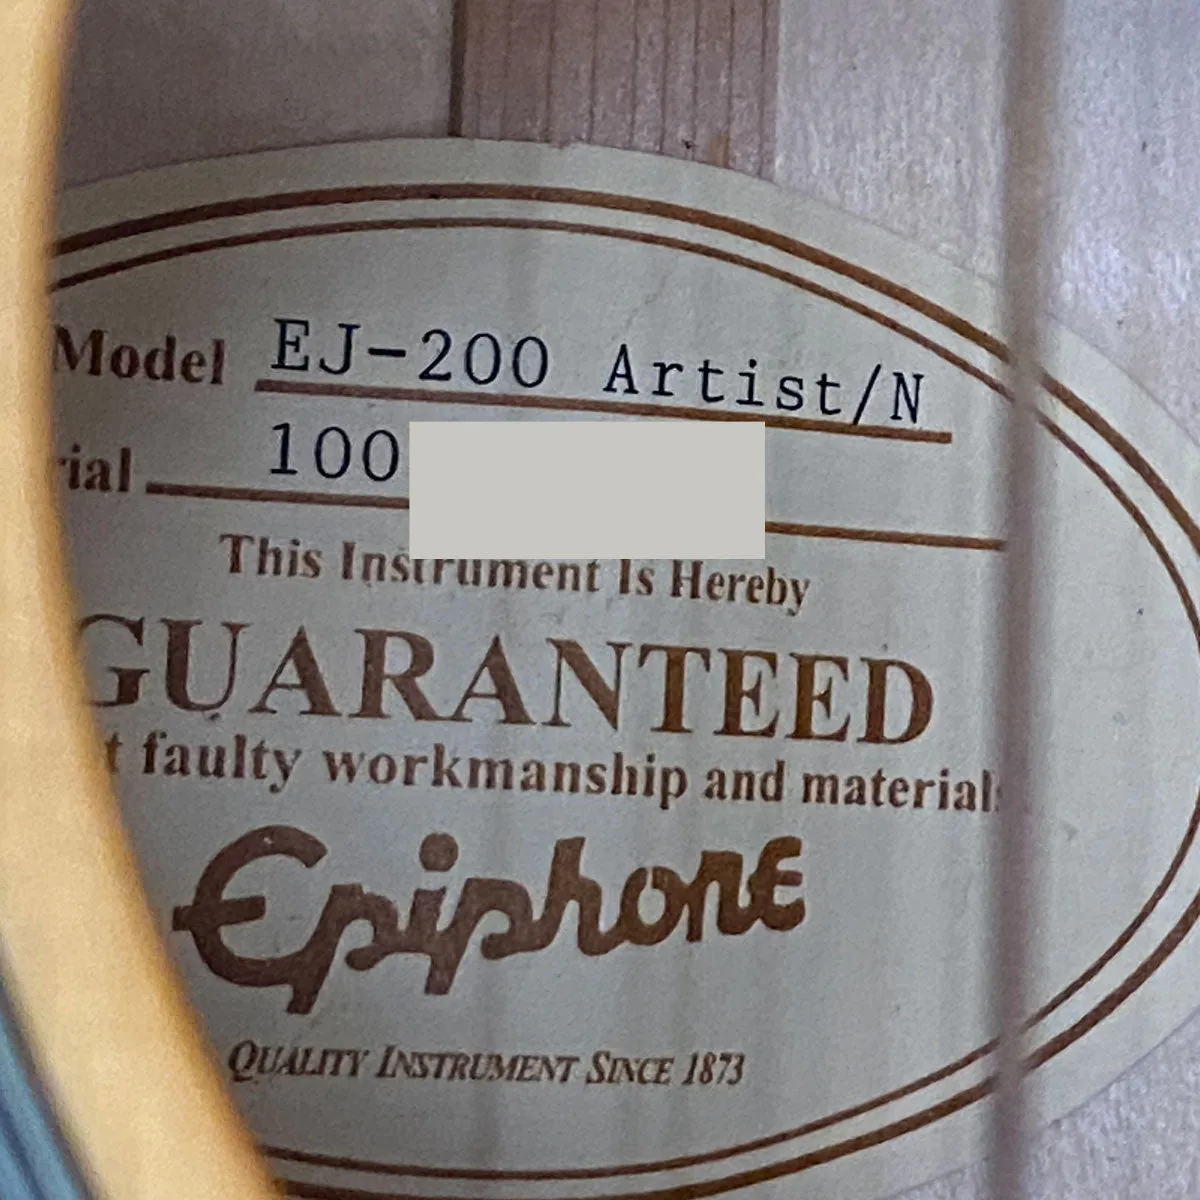 Model EJ-200 Artist/N
ial 100
This Instrument Is Hereby
GUARANTEED
t faulty workmanship and material
Epiphone
QUALITY INSTRUMENT SINCE 1873